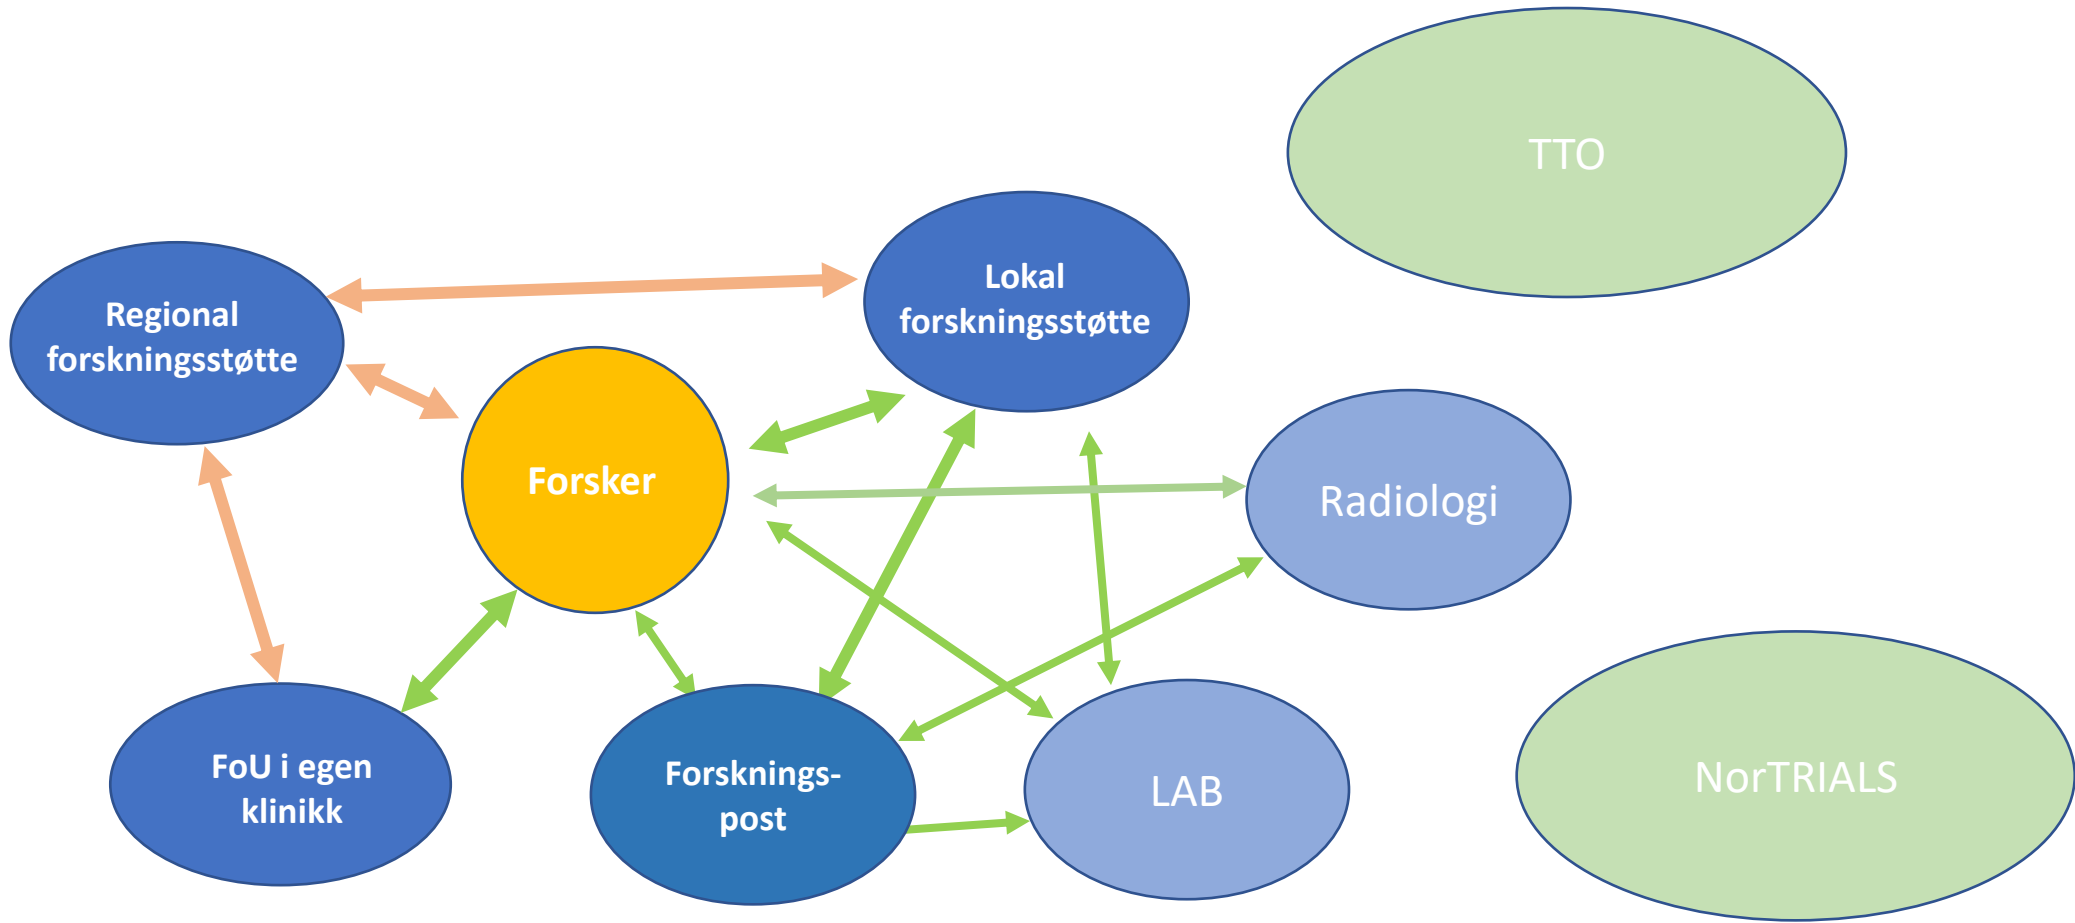 TTO
Lokal
forskningsstøtte
Regional
forskningsstøtte
Forsker
Radiologi
FoU i egen
klinikk
Forsknings-
post
LAB
NorTRIALS